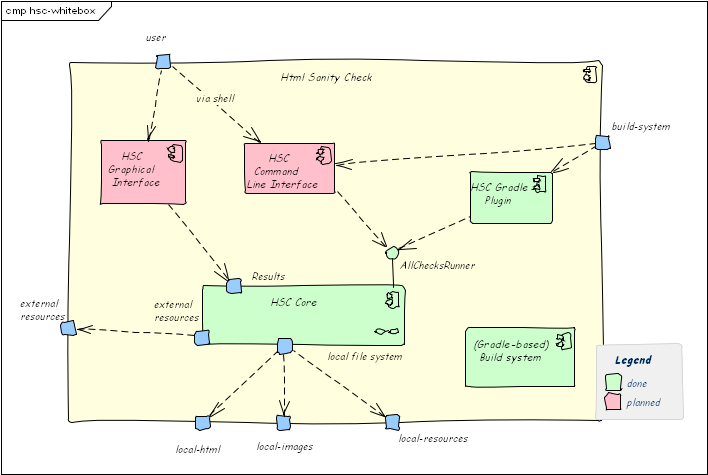 cmp hsc-whitebox
user
Html Sanity Check
via shell
build-system
HSC
Graphical
Interface
HSC
Command
Line Interface
HSC Gradle
Plugin
AllChecksRunner
Results
external
resources
external
resources
HSC Core
local file system
(Gradle-based)
Build system
Legend
done
planned
local-html
local-images
local-resources